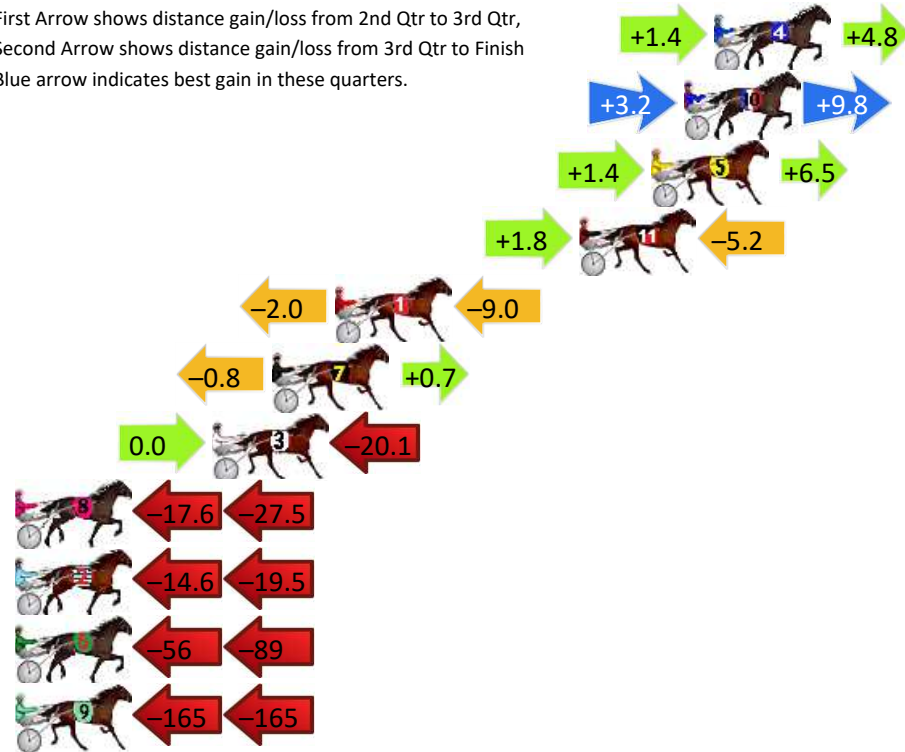 First Arrow shows distance gain/loss from 2nd Qtr to 3rd Qtr,
Second Arrow shows distance gain/loss from 3rd Qtr to Finish
Blue arrow indicates best gain in these quarters.
+1.4 4 +4.8
+3.2 10 +9.8
+1.4 5 +6.5
+1.8 11 –5.2
–2.0 1 –9.0
–0.8 7 +0.7
0.0 3 –20.1
8 –17.6 –27.5
2 –14.6 –19.5
6 –56 –89
9 –165 –165